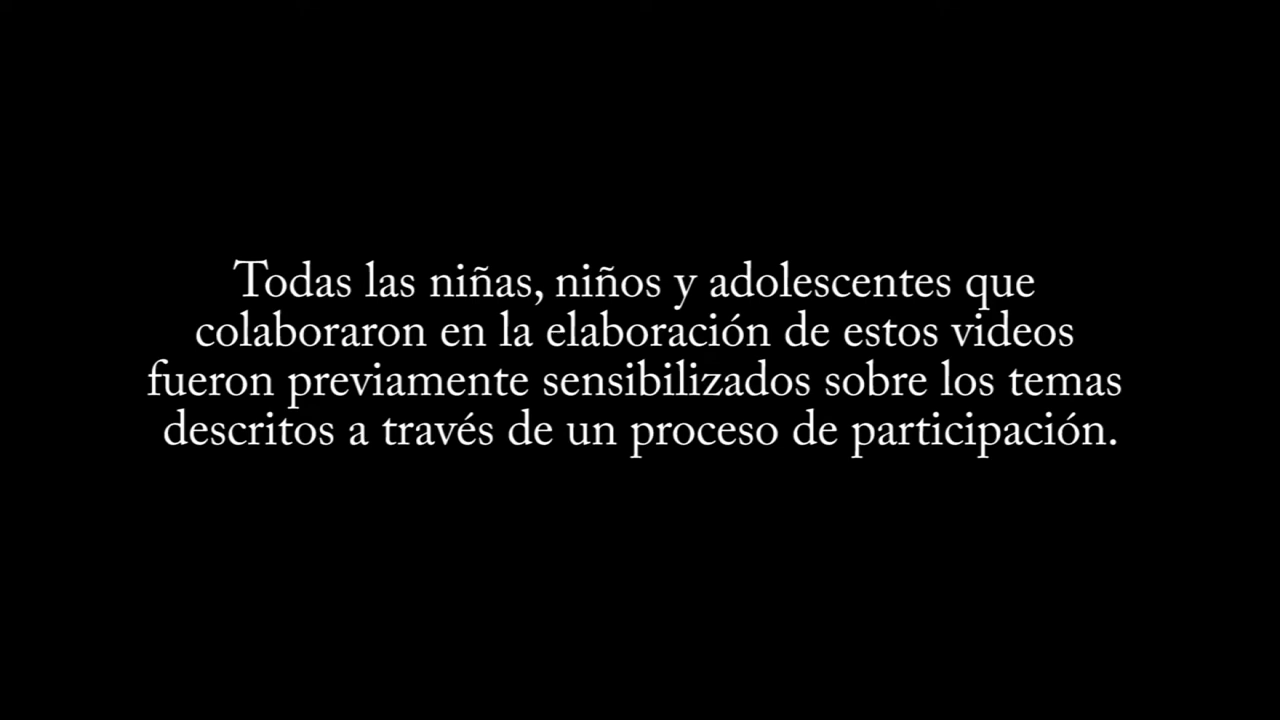 Todas las niñas, niños y adolescentes que
colaboraron en la elaboración de estos videos
fueron previamente sensibilizados sobre los temas
descritos a través de un proceso de participación.